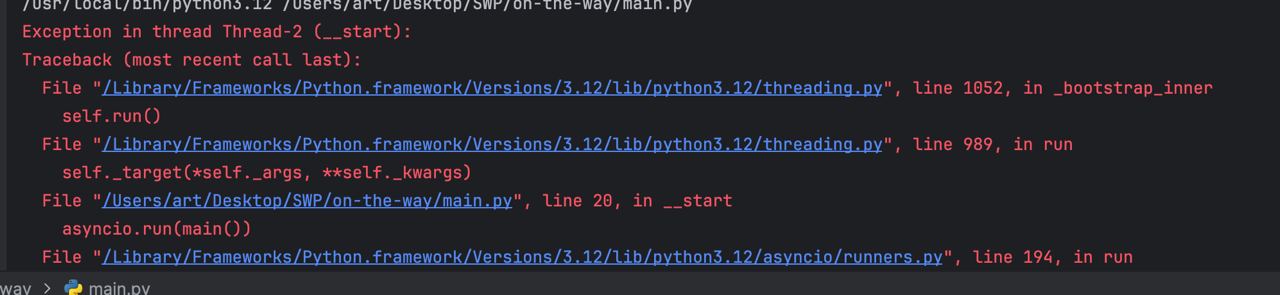 /usr/local/bin/python3.12 /Users/art/Desktop/SWP/on-the-way/main.py
Exception in thread Thread-2 (__start):
Traceback (most recent call last):
  File "/Library/Frameworks/Python.framework/Versions/3.12/lib/python3.12/threading.py", line 1052, in _bootstrap_inner
    self.run()
  File "/Library/Frameworks/Python.framework/Versions/3.12/lib/python3.12/threading.py", line 989, in run
    self._target(*self._args, **self._kwargs)
  File "/Users/art/Desktop/SWP/on-the-way/main.py", line 20, in __start
    asyncio.run(main())
  File "/Library/Frameworks/Python.framework/Versions/3.12/lib/python3.12/asyncio/runners.py", line 194, in run
way > main.py